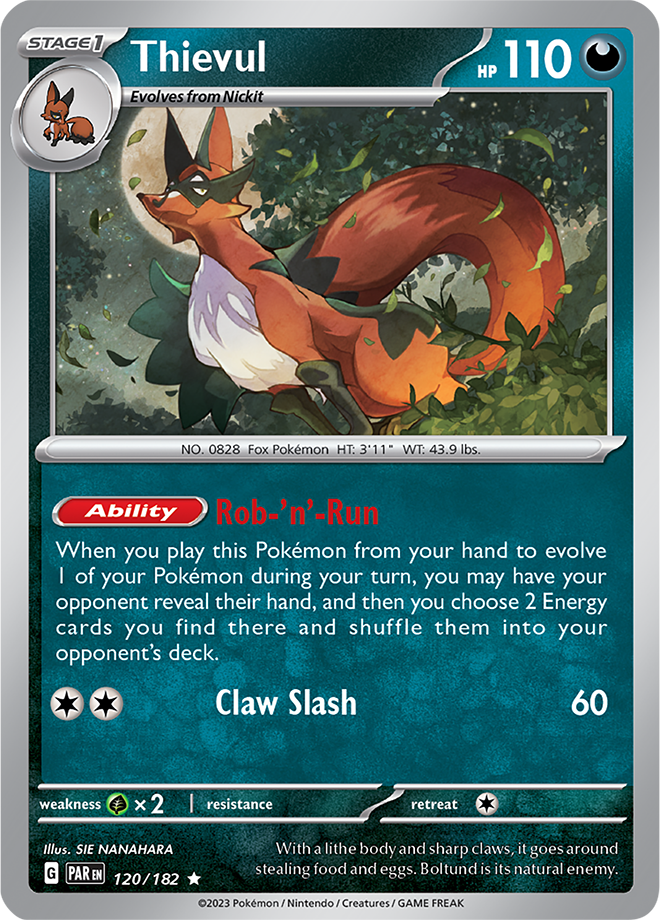 STAGE1
Thievul
HP 110
Evolves from Nickit
NO. 0828 Fox Pokémon HT: 3'11" WT: 43.9 lbs.
Ability Rob-'n'-Run
When you play this Pokémon from your hand to evolve
1 of your Pokémon during your turn, you may have your
opponent reveal their hand, and then you choose 2 Energy
cards you find there and shuffle them into your
opponent's deck.
Claw Slash 60
weakness ×2 resistance retreat
Illus. SIE NANAHARA
With a lithe body and sharp claws, it goes around
stealing food and eggs. Boltund is its natural enemy.
G PAR EN 120/182 ★
©2023 Pokémon / Nintendo / Creatures / GAME FREAK